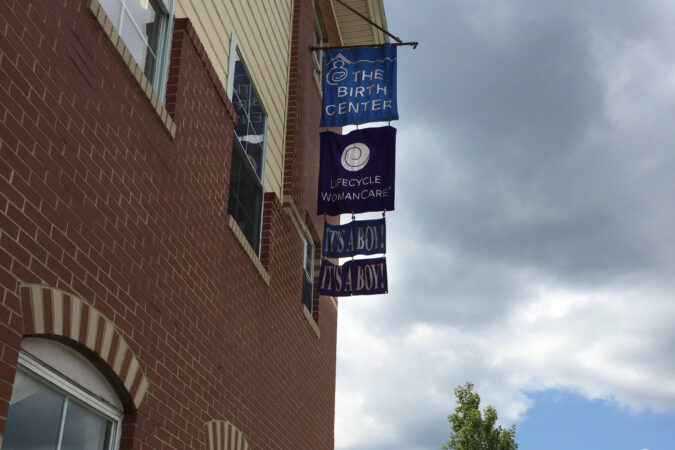 THE
BIRTH
CENTER
LIFECYCLE
WOMANCARE
IT'S A BOY!
IT'S A BOY!